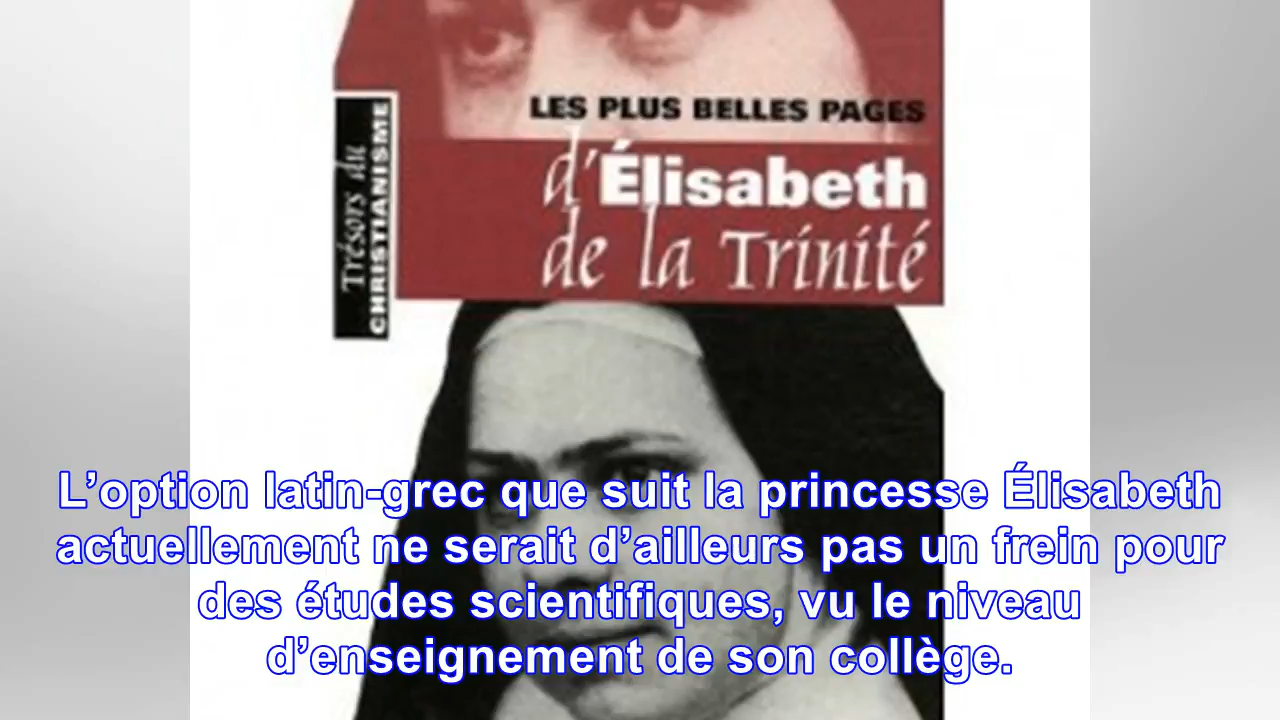 LES PLUS BELLES PAGES
d'Élisabeth
de la Trinité
Trésors du
CHRISTIANISME
L’option latin-grec que suit la princesse Élisabeth
actuellement ne serait d’ailleurs pas un frein pour
des études scientifiques, vu le niveau
d’enseignement de son collège.